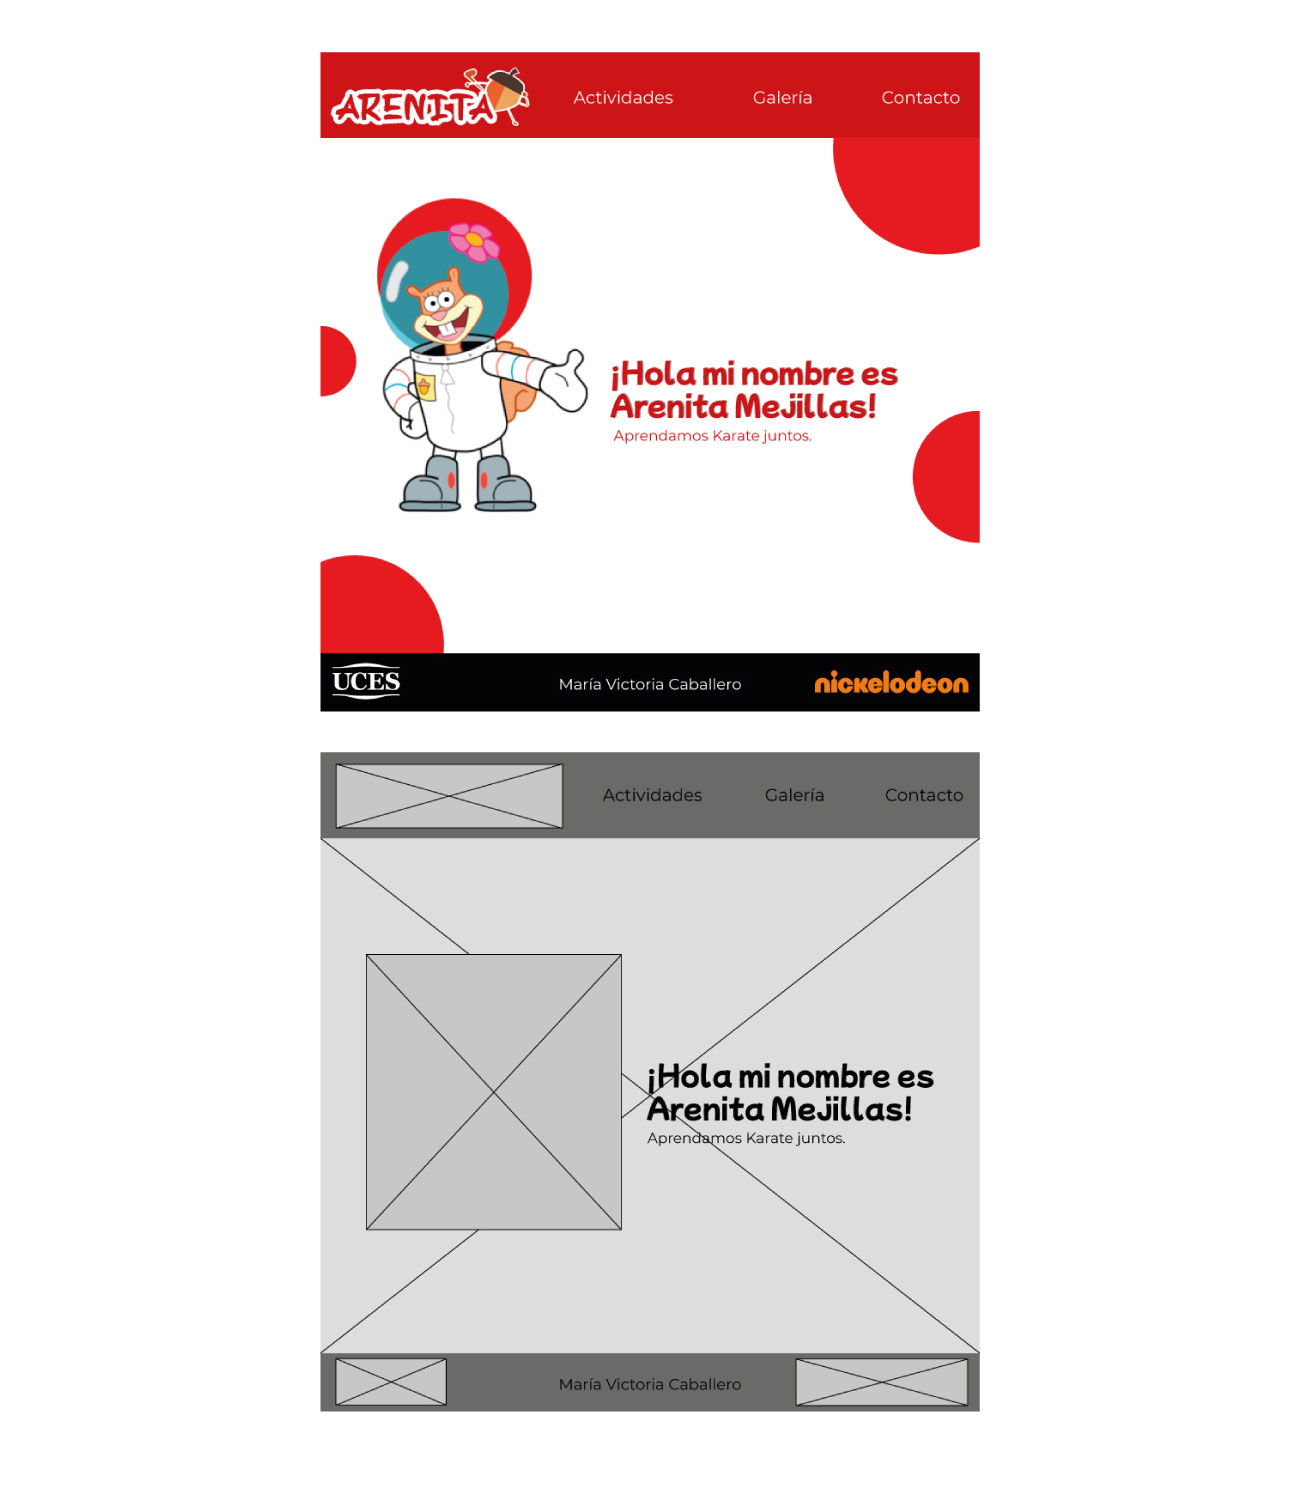 ARENITA
Actividades Galería Contacto
¡Hola mi nombre es
Arenita Mejillas!
Aprendamos Karate juntos.
UCES
María Victoria Caballero
nickelodeon
Actividades Galería Contacto
¡Hola mi nombre es
Arenita Mejillas!
Aprendamos Karate juntos.
María Victoria Caballero